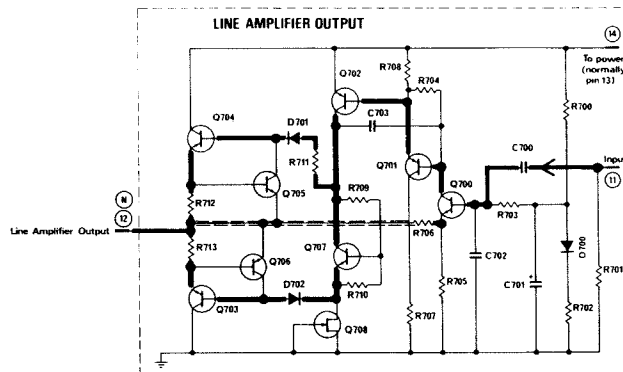 LINE AMPLIFIER OUTPUT
14
To power
(normally
pin 13)
Q702
R708
R704
R700
C703
Q704
D701
R711
C700
Input
11
Q701
Q700
Q705
R709
R703
N
12
R712
Line Amplifier Output
R713
R706
Q707
D700
Q706
C702
R701
R710
R705
C701
+
D702
R702
Q703
R707
Q708